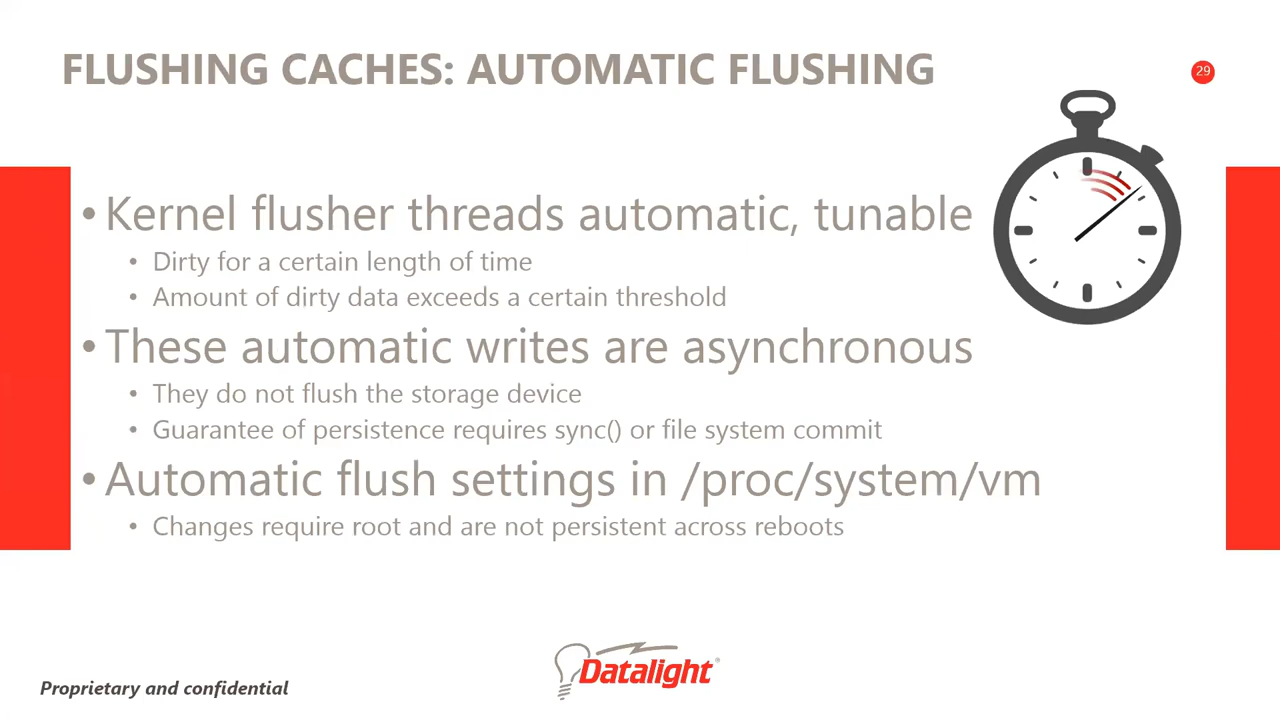 FLUSHING CACHES: AUTOMATIC FLUSHING
29
• Kernel flusher threads automatic, tunable
• Dirty for a certain length of time
• Amount of dirty data exceeds a certain threshold
• These automatic writes are asynchronous
• They do not flush the storage device
• Guarantee of persistence requires sync() or file system commit
• Automatic flush settings in /proc/system/vm
• Changes require root and are not persistent across reboots
Datalight®
Proprietary and confidential